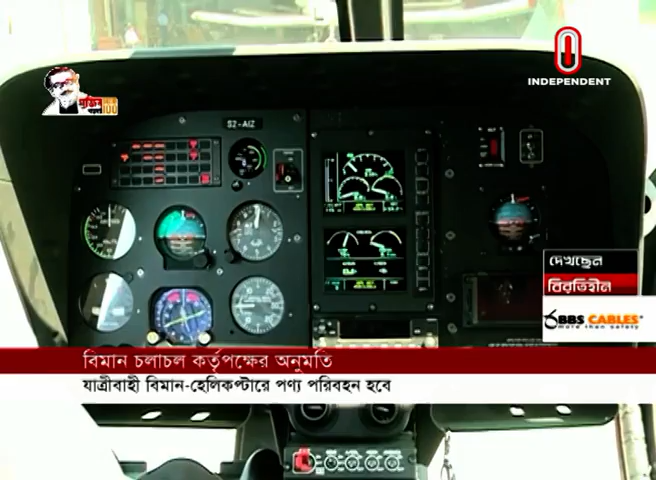 মুজিব
100
INDEPENDENT
S2-AIZ
দেখছেন
বিরতিহীন
BBS CABLES
more than safety
বিমান চলাচল কর্তৃপক্ষের অনুমতি
যাত্রীবাহী বিমান-হেলিকপ্টারে পণ্য পরিবহন হবে